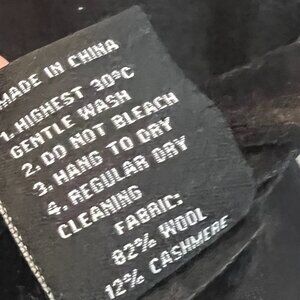 MADE IN CHINA
1. HIGHEST 30°C
GENTLE WASH
2. DO NOT BLEACH
3. HANG TO DRY
4. REGULAR DRY
CLEANING
FABRIC:
82% WOOL
12% CASHMERE